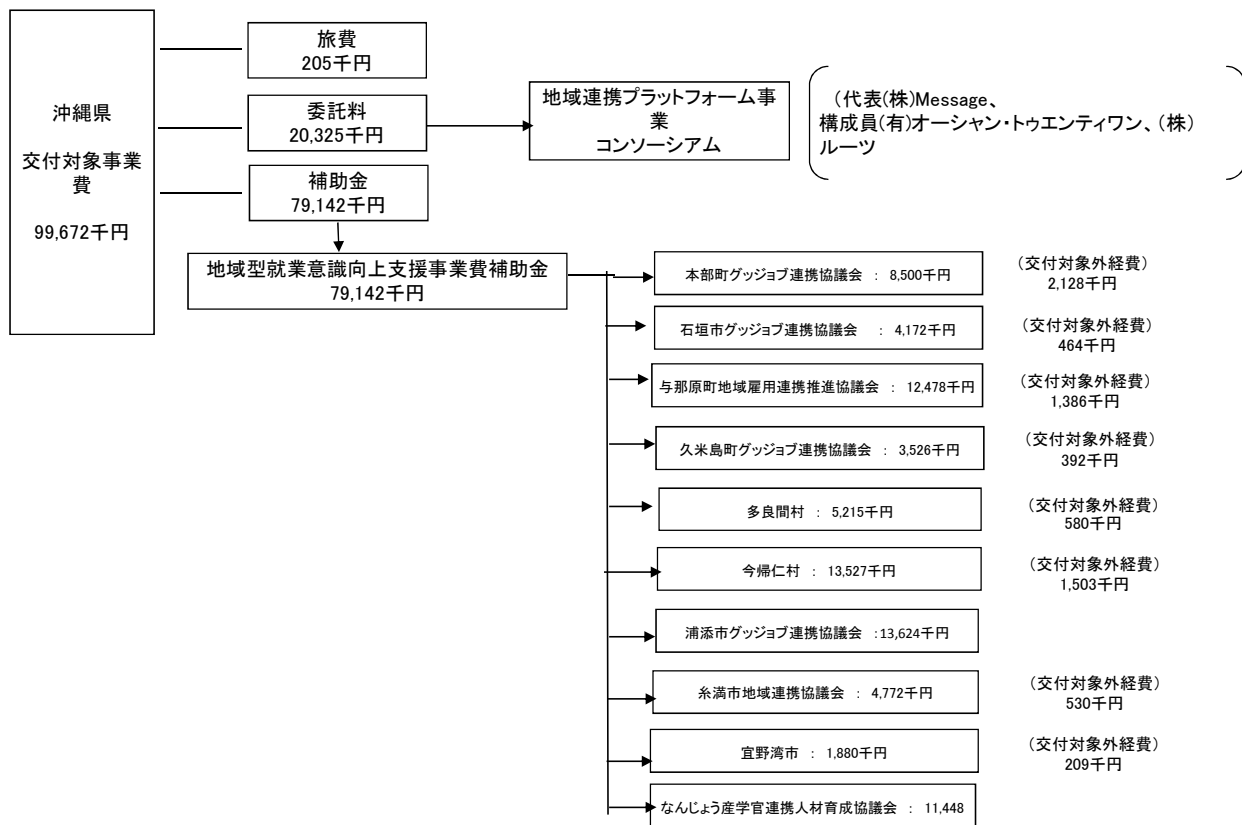 沖縄県
交付対象事業
費
99,672千円
旅費
205千円
委託料
20,325千円
補助金
79,142千円
地域連携プラットフォーム事
業
コンソーシアム
(代表(株)Message、
構成員(有)オーシャン・トゥエンティワン、(株)
ルーツ
地域型就業意識向上支援事業費補助金
79,142千円
本部町グッジョブ連携協議会 : 8,500千円
(交付対象外経費)
2,128千円
石垣市グッジョブ連携協議会 : 4,172千円
(交付対象外経費)
464千円
与那原町地域雇用連携推進協議会 : 12,478千円
(交付対象外経費)
1,386千円
久米島町グッジョブ連携協議会 : 3,526千円
(交付対象外経費)
392千円
多良間村 : 5,215千円
(交付対象外経費)
580千円
今帰仁村 : 13,527千円
(交付対象外経費)
1,503千円
浦添市グッジョブ連携協議会 :13,624千円
糸満市地域連携協議会 : 4,772千円
(交付対象外経費)
530千円
宜野湾市 : 1,880千円
(交付対象外経費)
209千円
なんじょう産学官連携人材育成協議会 : 11,448